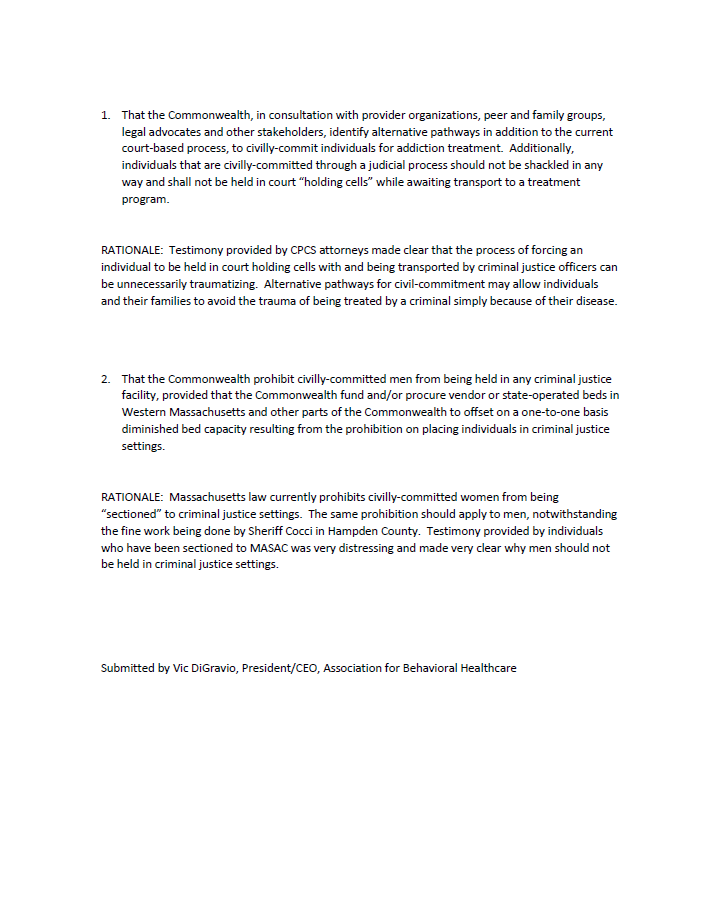 1. That the Commonwealth, in consultation with provider organizations, peer and family groups,
legal advocates and other stakeholders, identify alternative pathways in addition to the current
court-based process, to civilly-commit individuals for addiction treatment.  Additionally,
individuals that are civilly-committed through a judicial process should not be shackled in any
way and shall not be held in court “holding cells” while awaiting transport to a treatment
program.
RATIONALE:  Testimony provided by CPCS attorneys made clear that the process of forcing an
individual to be held in court holding cells with and being transported by criminal justice officers can
be unnecessarily traumatizing.  Alternative pathways for civil-commitment may allow individuals
and their families to avoid the trauma of being treated by a criminal simply because of their disease.
2. That the Commonwealth prohibit civilly-committed men from being held in any criminal justice
facility, provided that the Commonwealth fund and/or procure vendor or state-operated beds in
Western Massachusetts and other parts of the Commonwealth to offset on a one-to-one basis
diminished bed capacity resulting from the prohibition on placing individuals in criminal justice
settings.
RATIONALE:  Massachusetts law currently prohibits civilly-committed women from being
“sectioned” to criminal justice settings.  The same prohibition should apply to men, notwithstanding
the fine work being done by Sheriff Cocci in Hampden County.  Testimony provided by individuals
who have been sectioned to MASAC was very distressing and made very clear why men should not
be held in criminal justice settings.
Submitted by Vic DiGravio, President/CEO, Association for Behavioral Healthcare